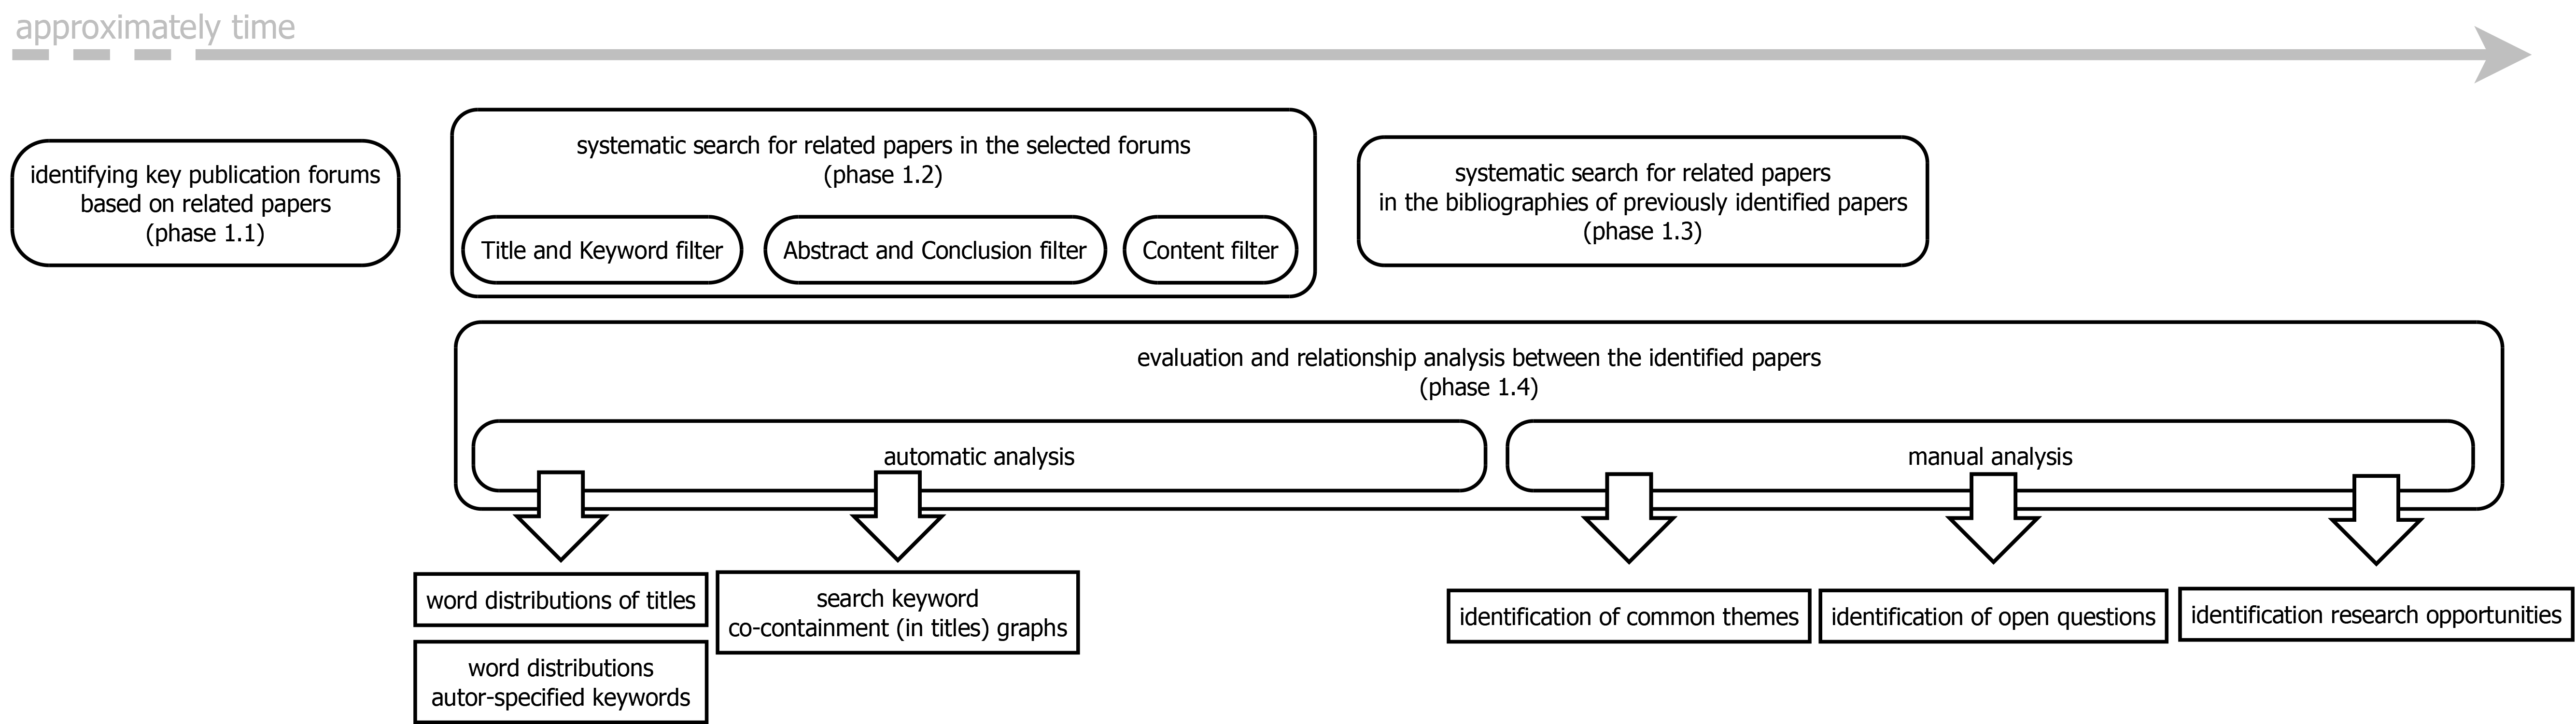 approximately time
identifying key publication forums
based on related papers
(phase 1.1)
systematic search for related papers in the selected forums
(phase 1.2)
Title and Keyword filter
Abstract and Conclusion filter
Content filter
systematic search for related papers
in the bibliographies of previously identified papers
(phase 1.3)
evaluation and relationship analysis between the identified papers
(phase 1.4)
automatic analysis
manual analysis
word distributions of titles
word distributions
autor-specified keywords
search keyword
co-containment (in titles) graphs
identification of common themes
identification of open questions
identification research opportunities